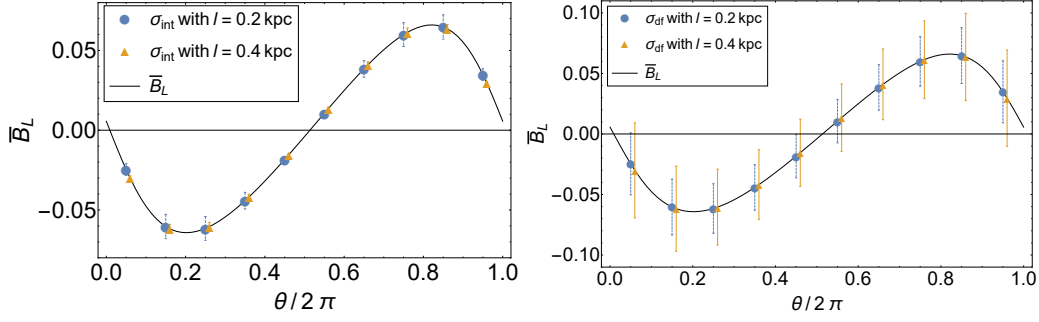 σint with l = 0.2 kpc
σint with l = 0.4 kpc
B̅L
0.05
0.00
−0.05
B̅L
0.0 0.2 0.4 0.6 0.8 1.0
θ / 2 π
σdf with l = 0.2 kpc
σdf with l = 0.4 kpc
B̅L
0.10
0.05
0.00
−0.05
−0.10
B̅L
0.0 0.2 0.4 0.6 0.8 1.0
θ / 2 π